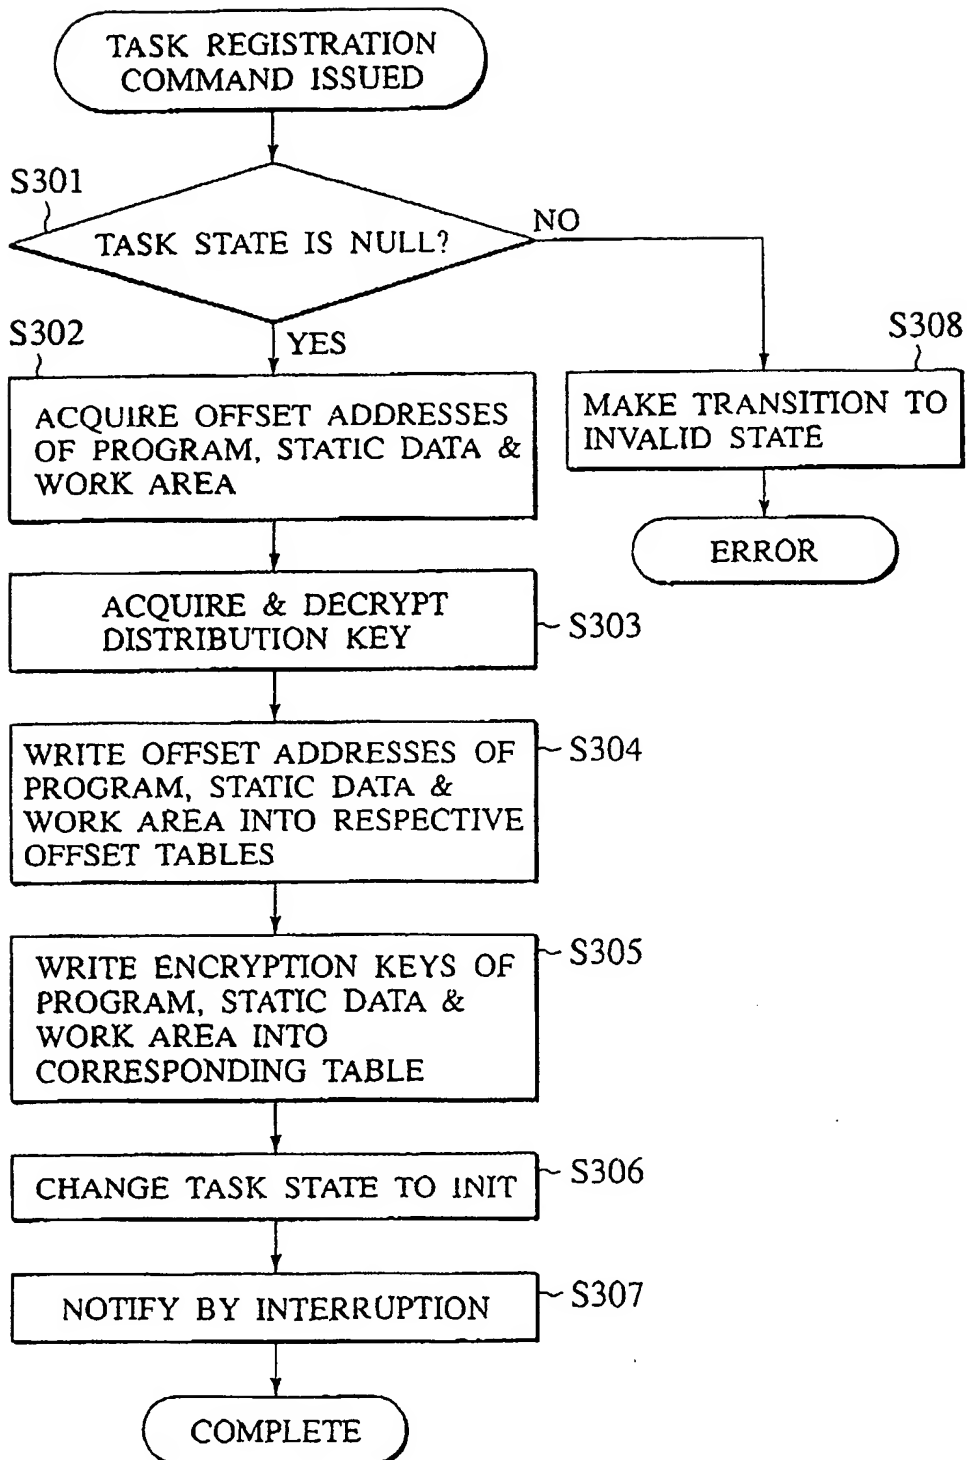 TASK REGISTRATION
COMMAND ISSUED
S301
TASK STATE IS NULL?
NO
YES
S302
ACQUIRE OFFSET ADDRESSES
OF PROGRAM, STATIC DATA &
WORK AREA
S308
MAKE TRANSITION TO
INVALID STATE
ERROR
ACQUIRE & DECRYPT
DISTRIBUTION KEY
S303
WRITE OFFSET ADDRESSES OF
PROGRAM, STATIC DATA &
WORK AREA INTO RESPECTIVE
OFFSET TABLES
S304
WRITE ENCRYPTION KEYS OF
PROGRAM, STATIC DATA &
WORK AREA INTO
CORRESPONDING TABLE
S305
CHANGE TASK STATE TO INIT
S306
NOTIFY BY INTERRUPTION
S307
COMPLETE